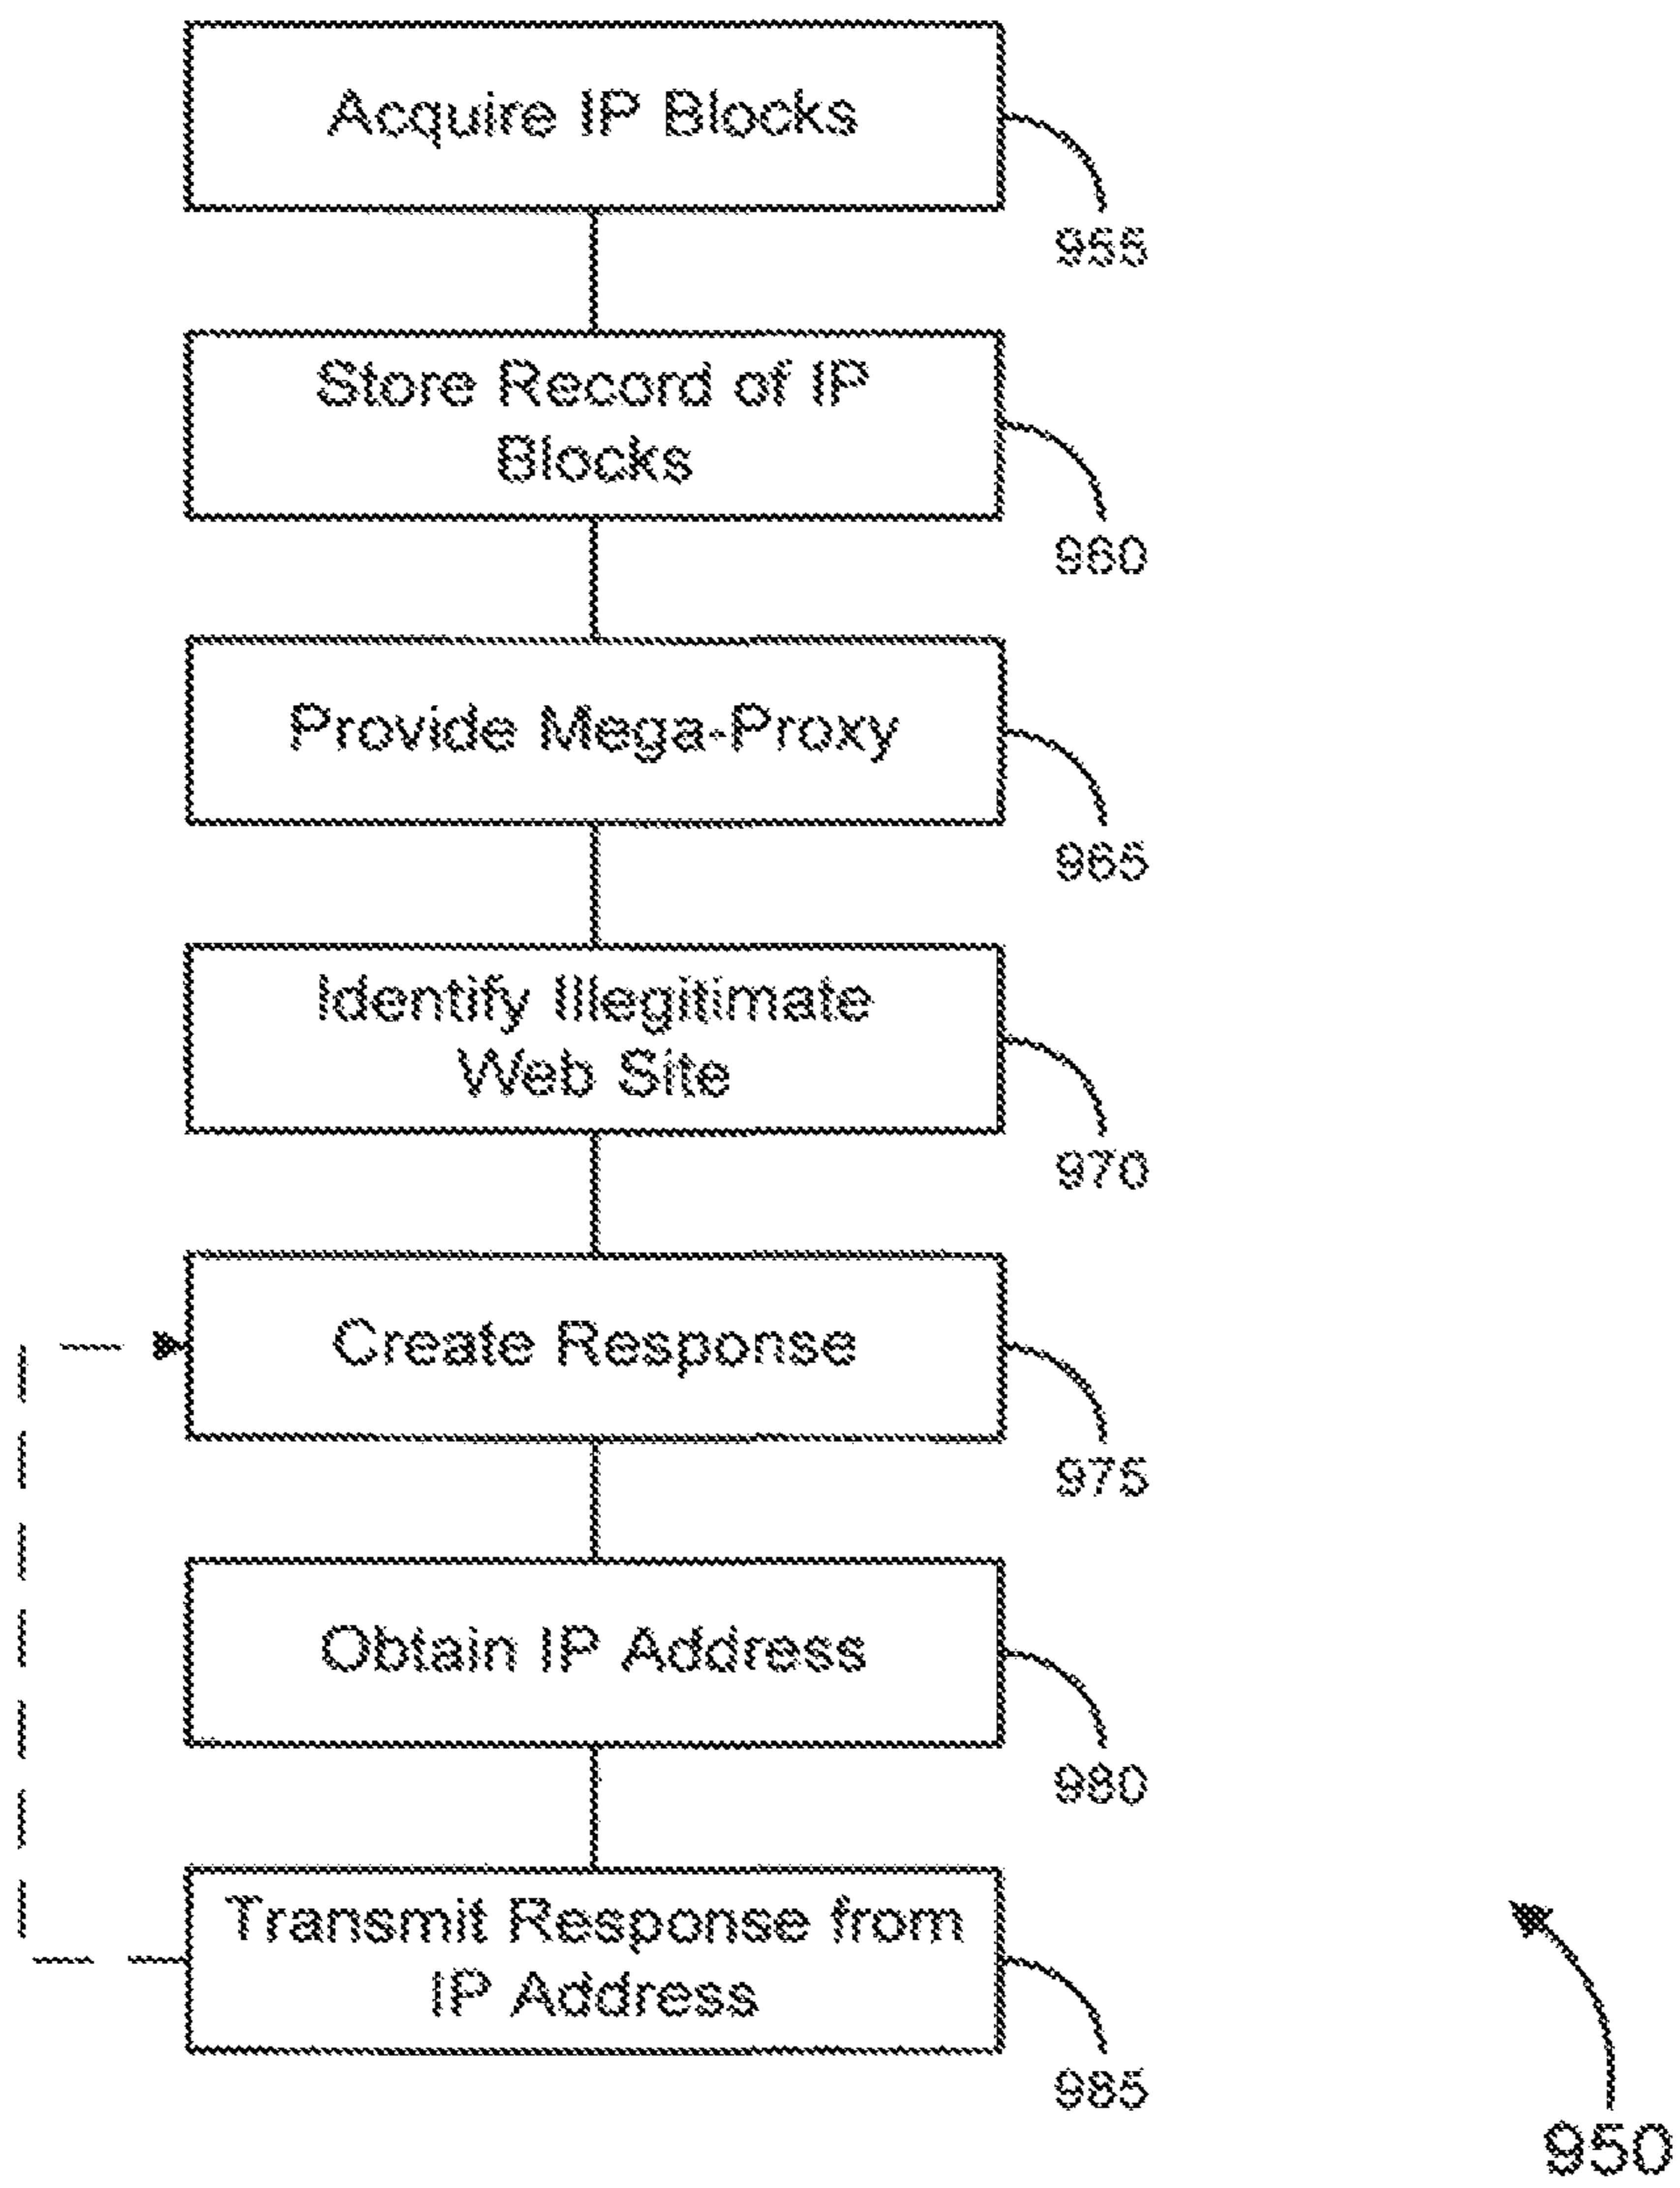 Acquire IP Blocks
955
Store Record of IP
Blocks
960
Provide Mega-Proxy
965
Identify Illegitimate
Web Site
970
Create Response
975
Obtain IP Address
980
Transmit Response from
IP Address
985
950